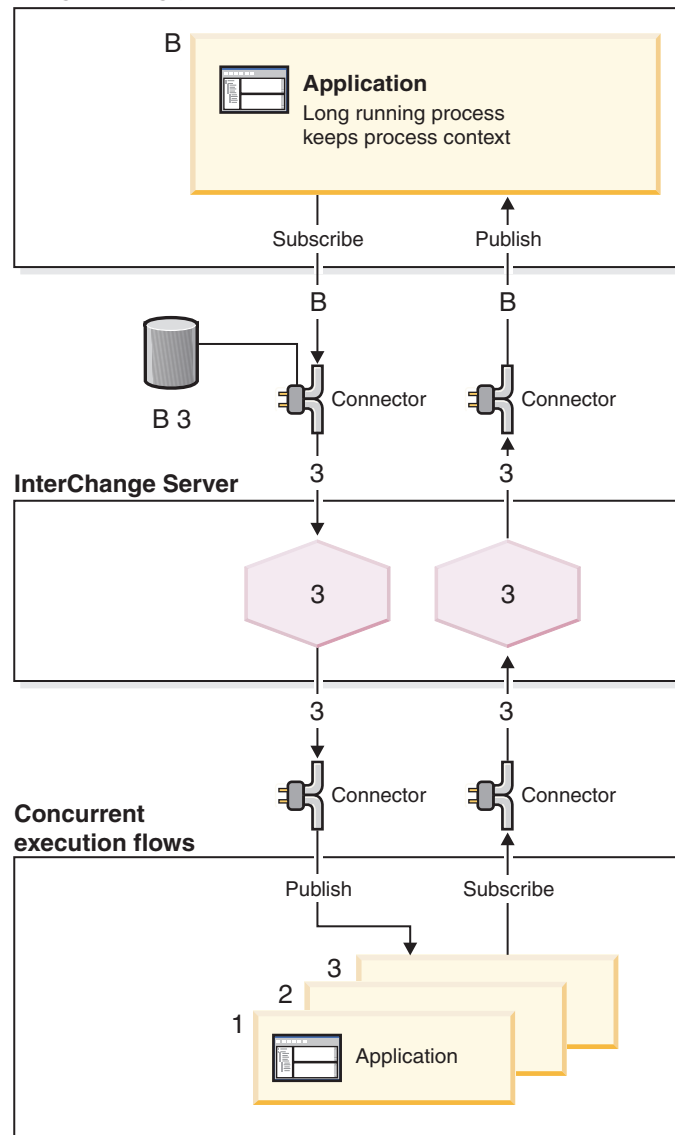 B
Application
Long running process
keeps process context
Subscribe
Publish
B
B
Connector
Connector
B 3
3
3
InterChange Server
3
3
3
3
Connector
Connector
Concurrent
execution flows
Publish
Subscribe
3
2
1
Application